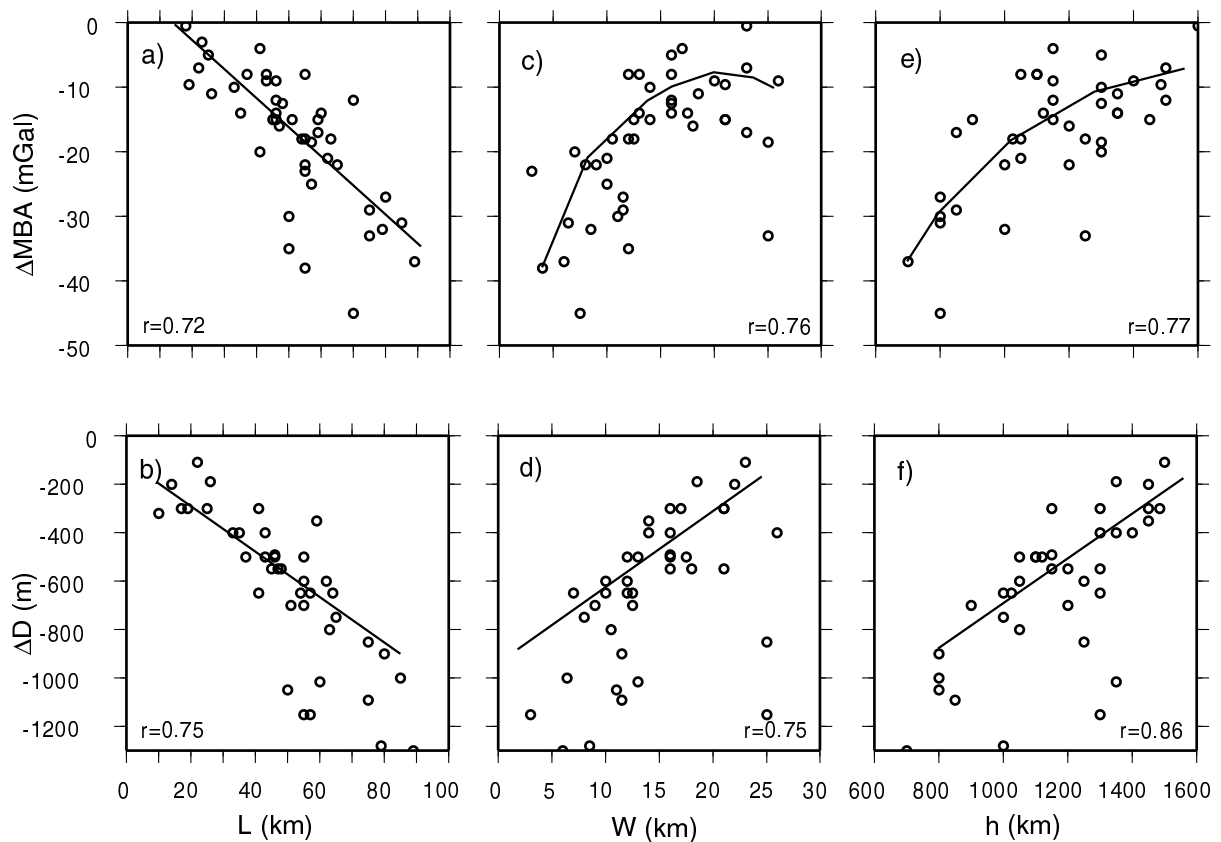 0
-10
-20
-30
-40
-50
ΔMBA (mGal)
a)
r=0.72
c)
r=0.76
e)
r=0.77
0
-200
-400
-600
-800
-1000
-1200
ΔD (m)
b)
r=0.75
d)
r=0.75
f)
r=0.86
0 20 40 60 80 100
0 5 10 15 20 25 30
600 800 1000 1200 1400 1600
L (km)
W (km)
h (km)